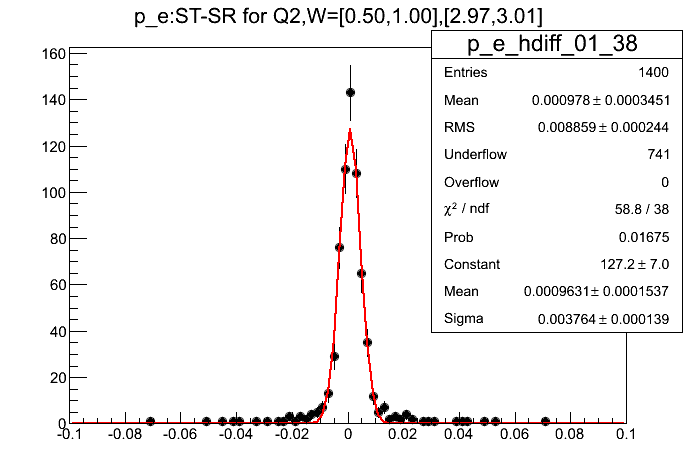 p_e:ST-SR for Q2,W=[0.50,1.00],[2.97,3.01]
p_e_hdiff_01_38
Entries 1400
Mean 0.000978 ± 0.0003451
RMS 0.008859 ± 0.000244
Underflow 741
Overflow 0
χ² / ndf 58.8 / 38
Prob 0.01675
Constant 127.2 ± 7.0
Mean 0.0009631 ± 0.0001537
Sigma 0.003764 ± 0.000139
160
140
120
100
80
60
40
20
0
-0.1 -0.08 -0.06 -0.04 -0.02 0 0.02 0.04 0.06 0.08 0.1